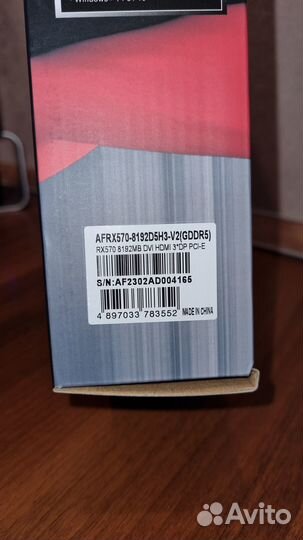 AFRX570-8192D5H3-V2(GDDR5)
RX570 8192MB DVI HDMI 3*DP PCI-E
S/N:AF2302AD004165
4 897033 783552
MADE IN CHINA
Avito